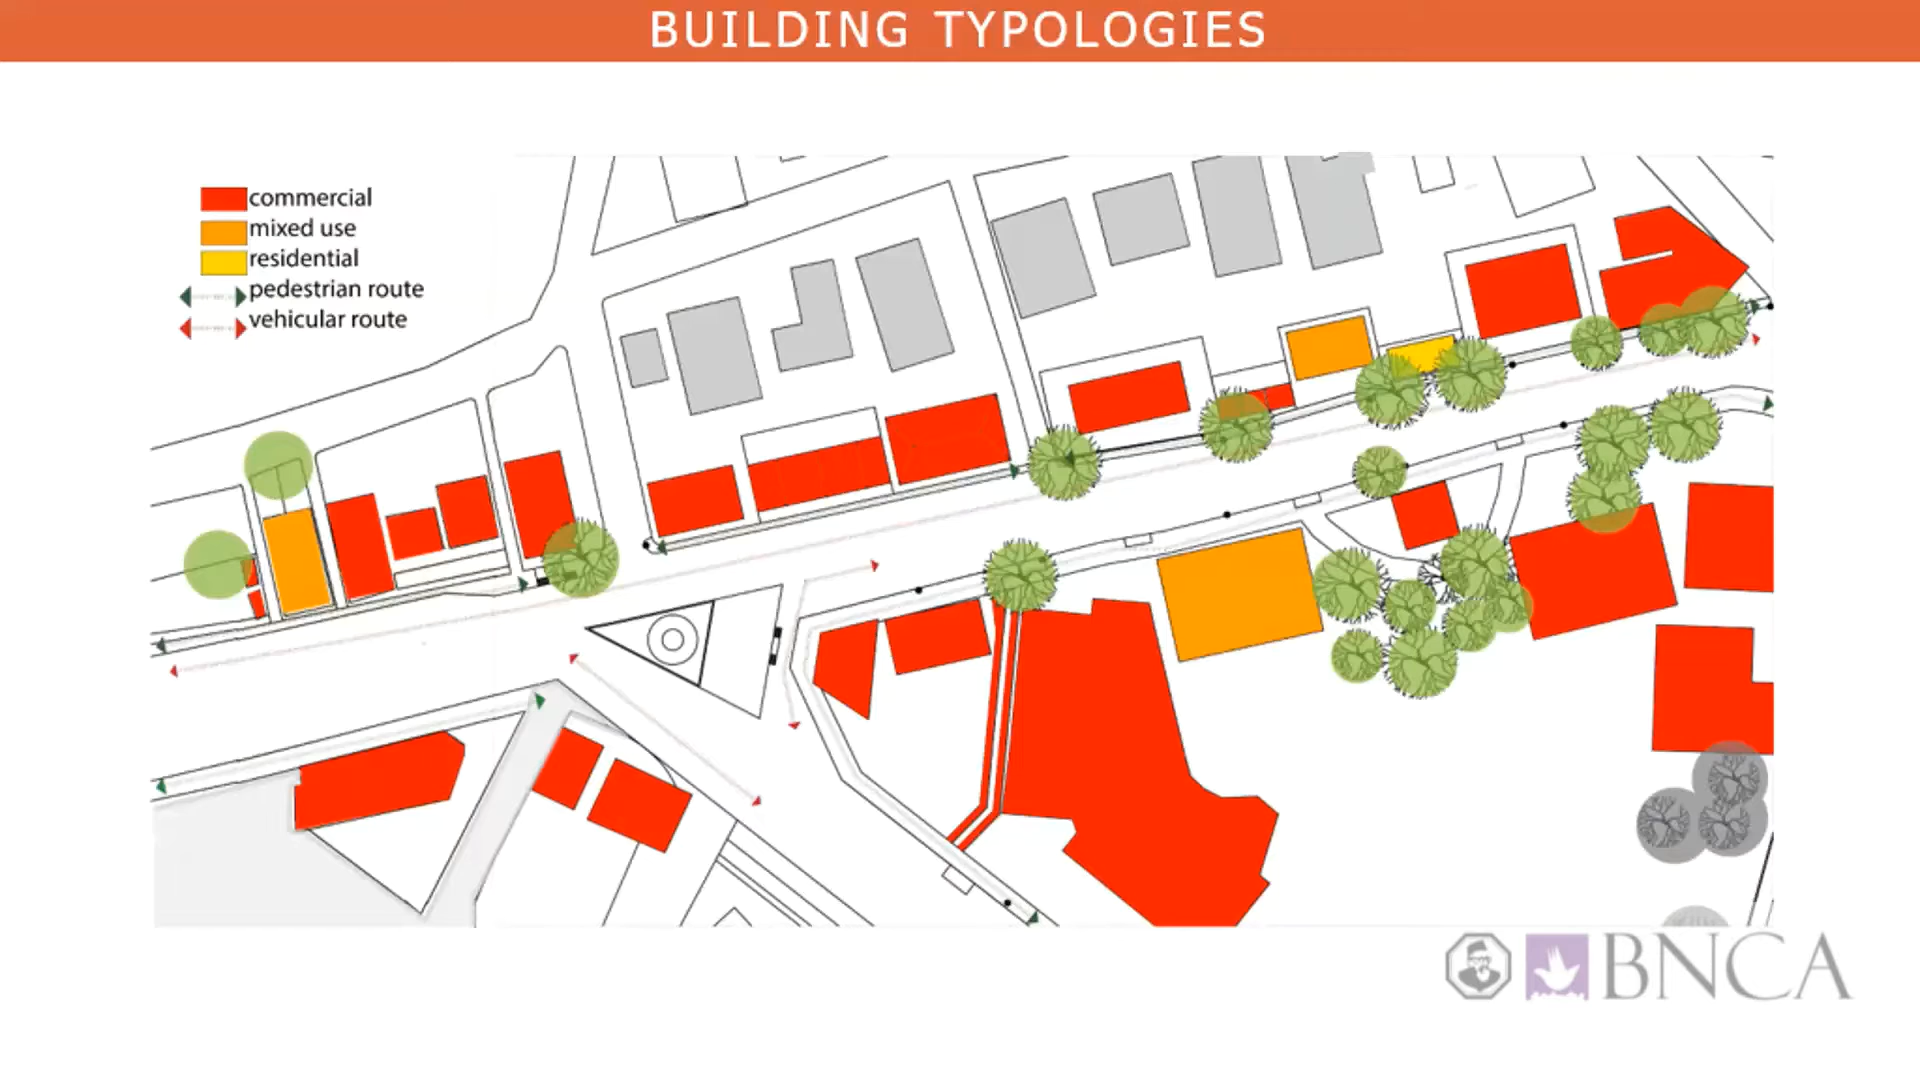 BUILDING TYPOLOGIES
commercial
mixed use
residential
pedestrian route
vehicular route
BNCA